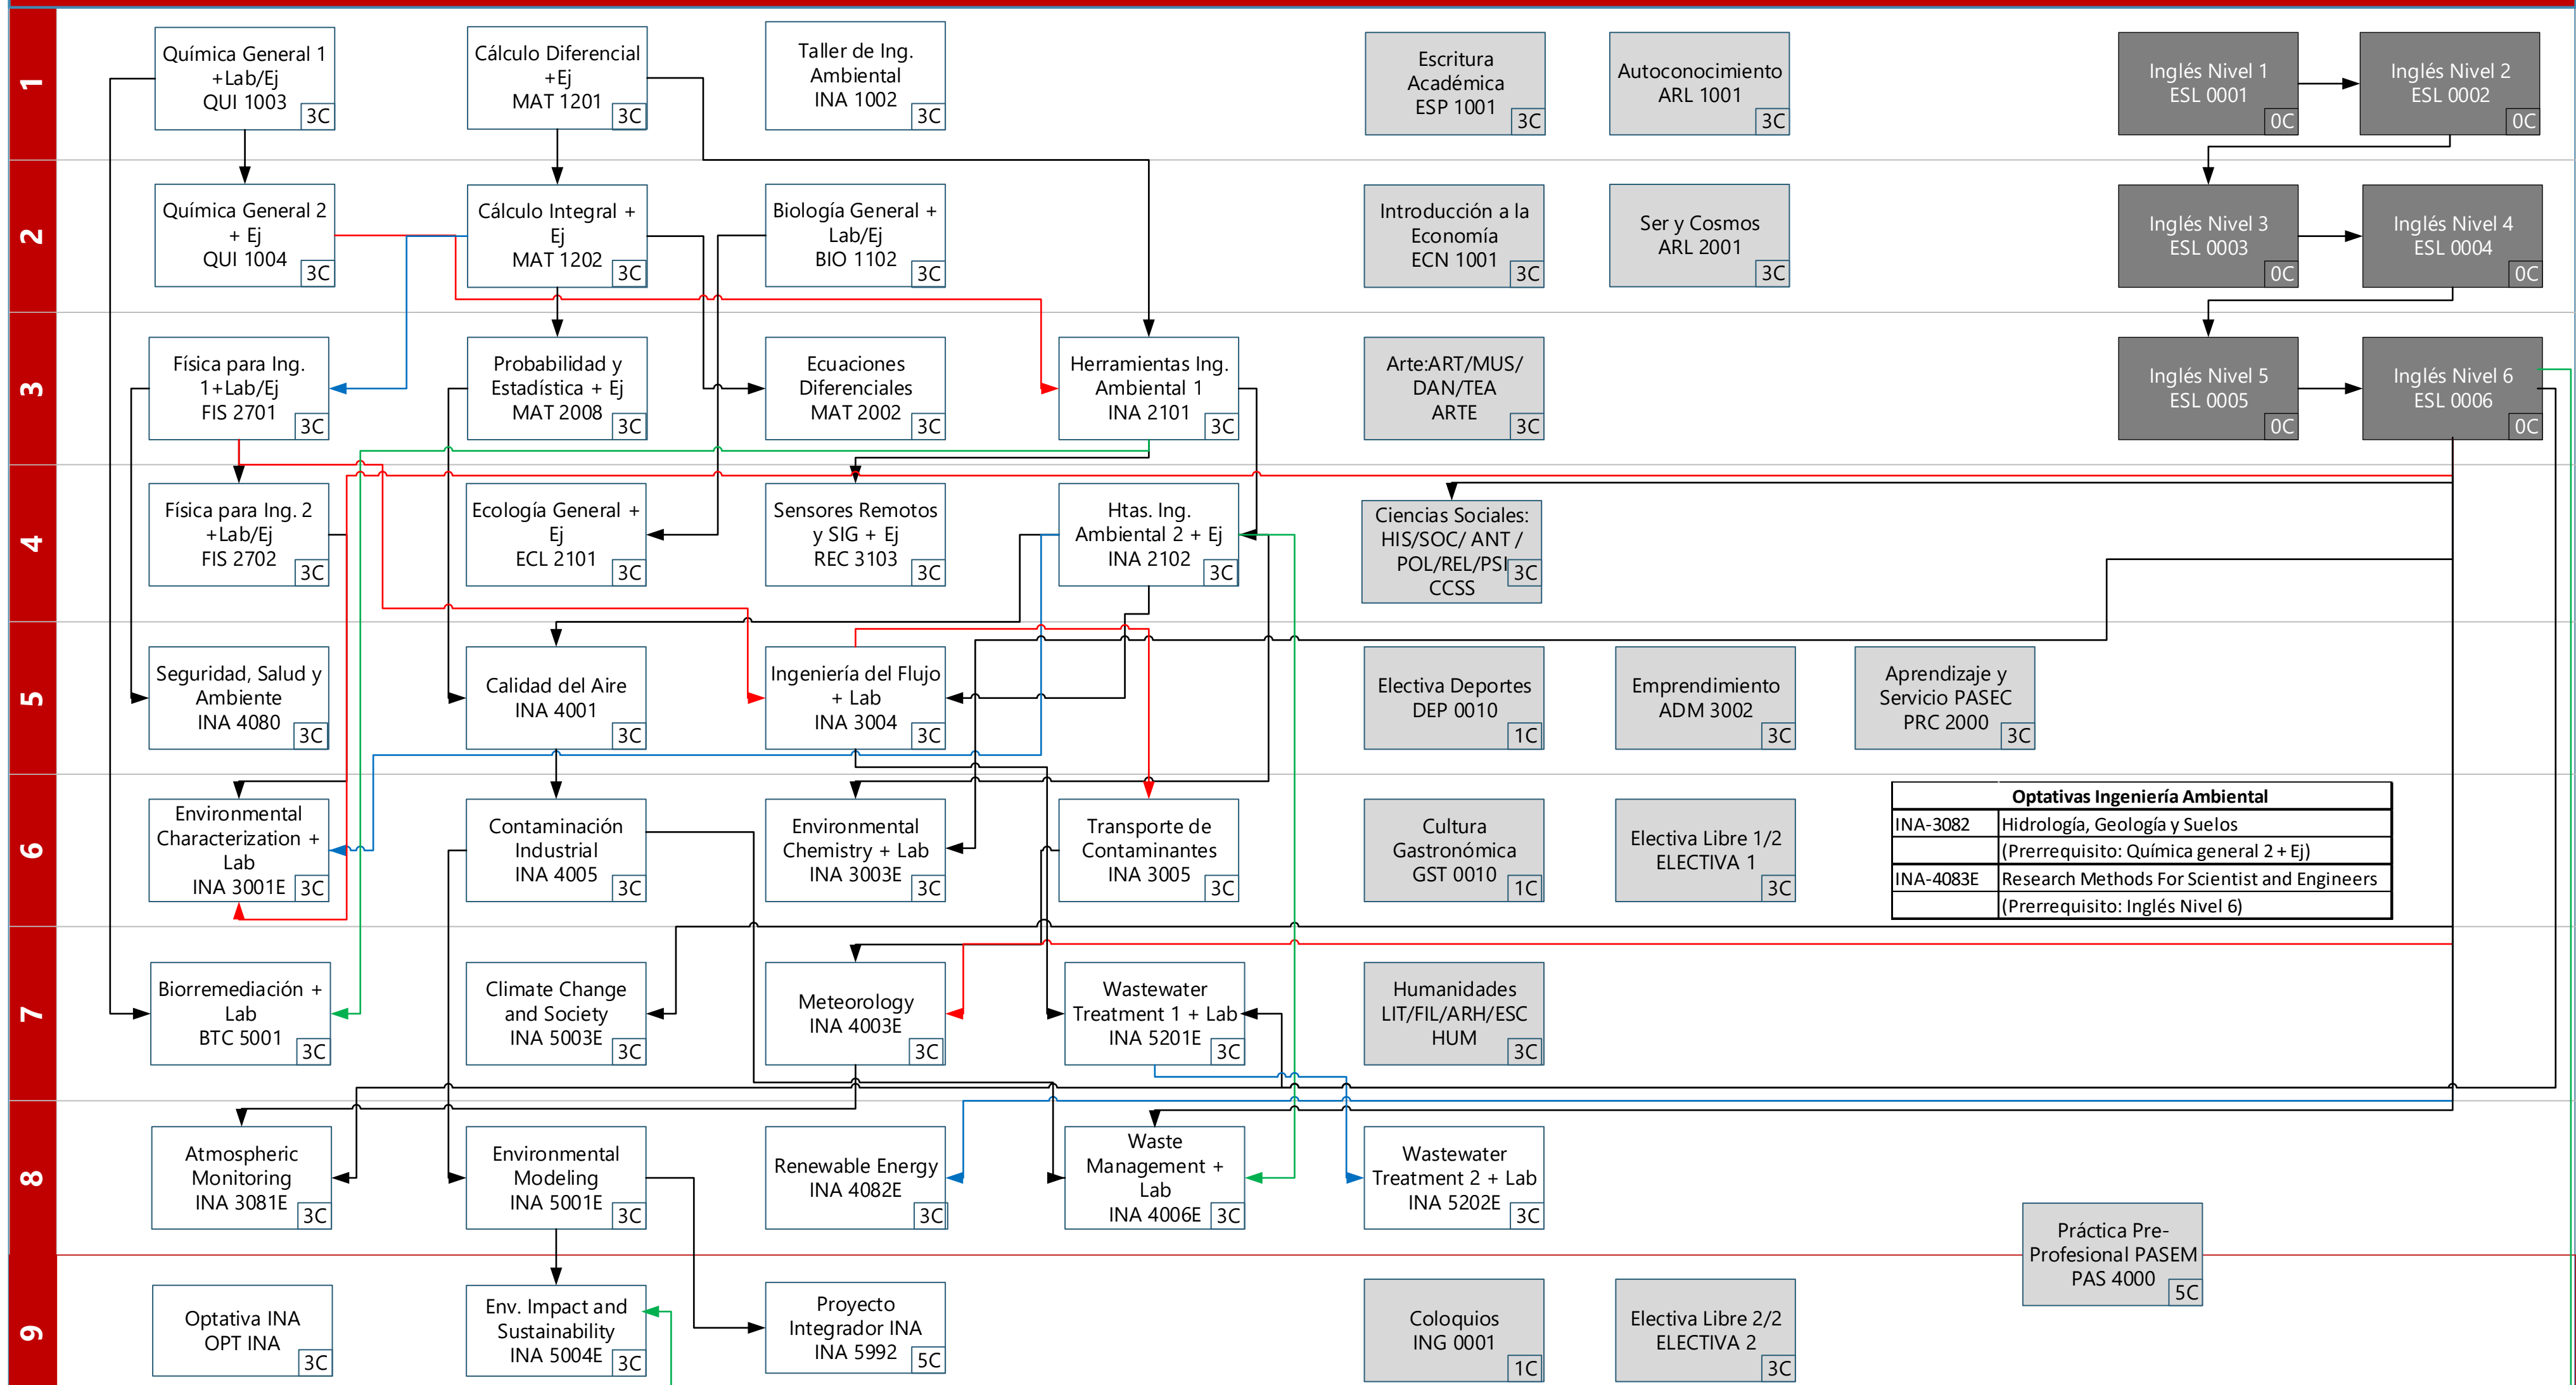 1
Química General 1
+Lab/Ej
QUI 1003
3C
Cálculo Diferencial
+Ej
MAT 1201
3C
Taller de Ing.
Ambiental
INA 1002
3C
Escritura
Académica
ESP 1001
3C
Autoconocimiento
ARL 1001
3C
Inglés Nivel 1
ESL 0001
0C
Inglés Nivel 2
ESL 0002
0C
2
Química General 2
+ Ej
QUI 1004
3C
Cálculo Integral +
Ej
MAT 1202
3C
Biología General +
Lab/Ej
BIO 1102
3C
Introducción a la
Economía
ECN 1001
3C
Ser y Cosmos
ARL 2001
3C
Inglés Nivel 3
ESL 0003
0C
Inglés Nivel 4
ESL 0004
0C
3
Física para Ing.
1+Lab/Ej
FIS 2701
3C
Probabilidad y
Estadística + Ej
MAT 2008
3C
Ecuaciones
Diferenciales
MAT 2002
3C
Herramientas Ing.
Ambiental 1
INA 2101
3C
Arte:ART/MUS/
DAN/TEA
ARTE
3C
Inglés Nivel 5
ESL 0005
0C
Inglés Nivel 6
ESL 0006
0C
4
Física para Ing. 2
+Lab/Ej
FIS 2702
3C
Ecología General +
Ej
ECL 2101
3C
Sensores Remotos
y SIG + Ej
REC 3103
3C
Htas. Ing.
Ambiental 2 + Ej
INA 2102
3C
Ciencias Sociales:
HIS/SOC/ ANT /
POL/REL/PSI
CCSS
3C
5
Seguridad, Salud y
Ambiente
INA 4080
3C
Calidad del Aire
INA 4001
3C
Ingeniería del Flujo
+ Lab
INA 3004
3C
Electiva Deportes
DEP 0010
1C
Emprendimiento
ADM 3002
3C
Aprendizaje y
Servicio PASEC
PRC 2000
3C
6
Environmental
Characterization +
Lab
INA 3001E
3C
Contaminación
Industrial
INA 4005
3C
Environmental
Chemistry + Lab
INA 3003E
3C
Transporte de
Contaminantes
INA 3005
3C
Cultura
Gastronómica
GST 0010
1C
Electiva Libre 1/2
ELECTIVA 1
3C
Optativas Ingeniería Ambiental
INA-3082 Hidrología, Geología y Suelos
(Prerrequisito: Química general 2 + Ej)
INA-4083E Research Methods For Scientist and Engineers
(Prerrequisito: Inglés Nivel 6)
7
Biorremediación +
Lab
BTC 5001
3C
Climate Change
and Society
INA 5003E
3C
Meteorology
INA 4003E
3C
Wastewater
Treatment 1 + Lab
INA 5201E
3C
Humanidades
LIT/FIL/ARH/ESC
HUM
3C
8
Atmospheric
Monitoring
INA 3081E
3C
Environmental
Modeling
INA 5001E
3C
Renewable Energy
INA 4082E
3C
Waste
Management +
Lab
INA 4006E
3C
Wastewater
Treatment 2 + Lab
INA 5202E
3C
Práctica Pre-
Profesional PASEM
PAS 4000
5C
9
Optativa INA
OPT INA
3C
Env. Impact and
Sustainability
INA 5004E
3C
Proyecto
Integrador INA
INA 5992
5C
Coloquios
ING 0001
1C
Electiva Libre 2/2
ELECTIVA 2
3C